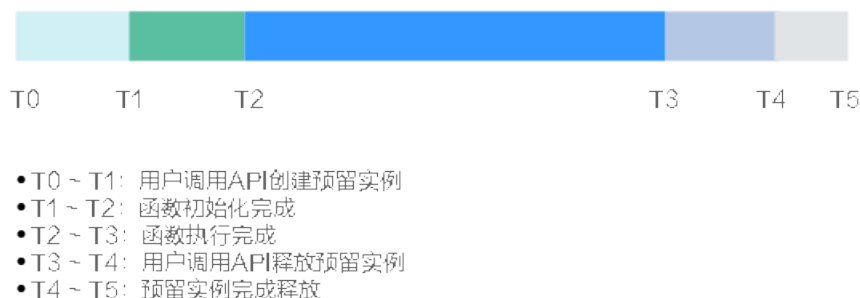 T0 T1 T2 T3 T4 T5
•T0 ~ T1：用户调用API创建预留实例
•T1 ~ T2：函数初始化完成
•T2 ~ T3：函数执行完成
•T3 ~ T4：用户调用API释放预留实例
•T4 ~ T5：预留实例完成释放